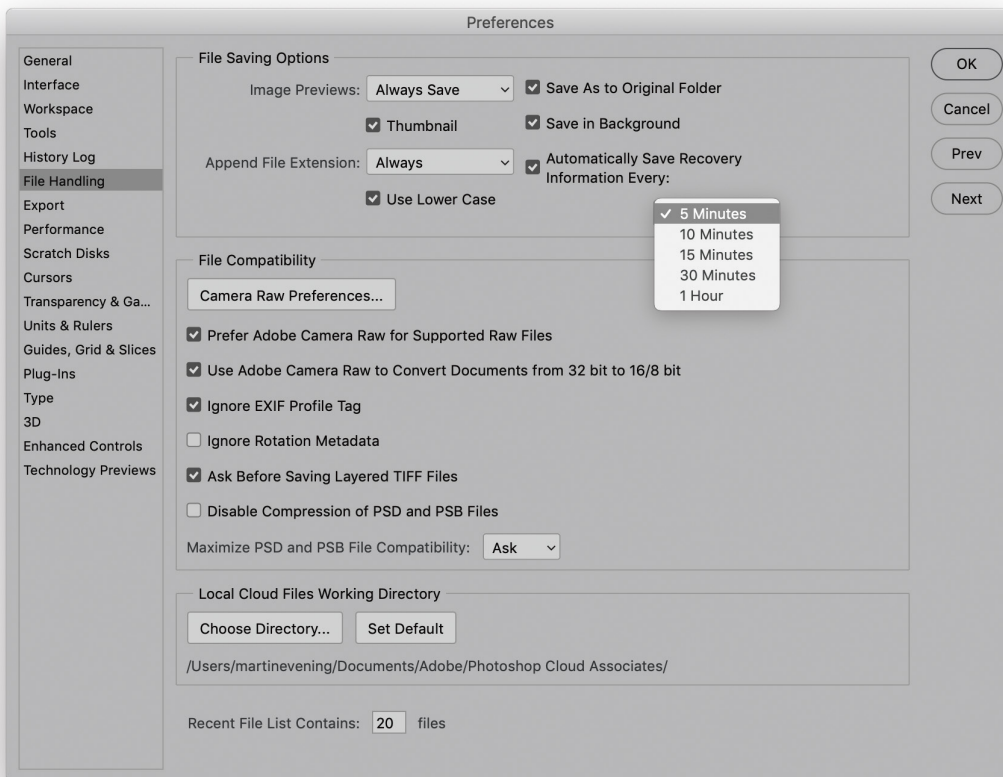 Preferences
General
Interface
Workspace
Tools
History Log
File Handling
Export
Performance
Scratch Disks
Cursors
Transparency & Ga...
Units & Rulers
Guides, Grid & Slices
Plug-Ins
Type
3D
Enhanced Controls
Technology Previews
File Saving Options
Image Previews: Always Save
Thumbnail
Append File Extension: Always
Use Lower Case
Save As to Original Folder
Save in Background
Automatically Save Recovery
Information Every:
5 Minutes
10 Minutes
15 Minutes
30 Minutes
1 Hour
File Compatibility
Camera Raw Preferences...
Prefer Adobe Camera Raw for Supported Raw Files
Use Adobe Camera Raw to Convert Documents from 32 bit to 16/8 bit
Ignore EXIF Profile Tag
Ignore Rotation Metadata
Ask Before Saving Layered TIFF Files
Disable Compression of PSD and PSB Files
Maximize PSD and PSB File Compatibility: Ask
Local Cloud Files Working Directory
Choose Directory... Set Default
/Users/martinevening/Documents/Adobe/Photoshop Cloud Associates/
Recent File List Contains: 20 files
OK
Cancel
Prev
Next